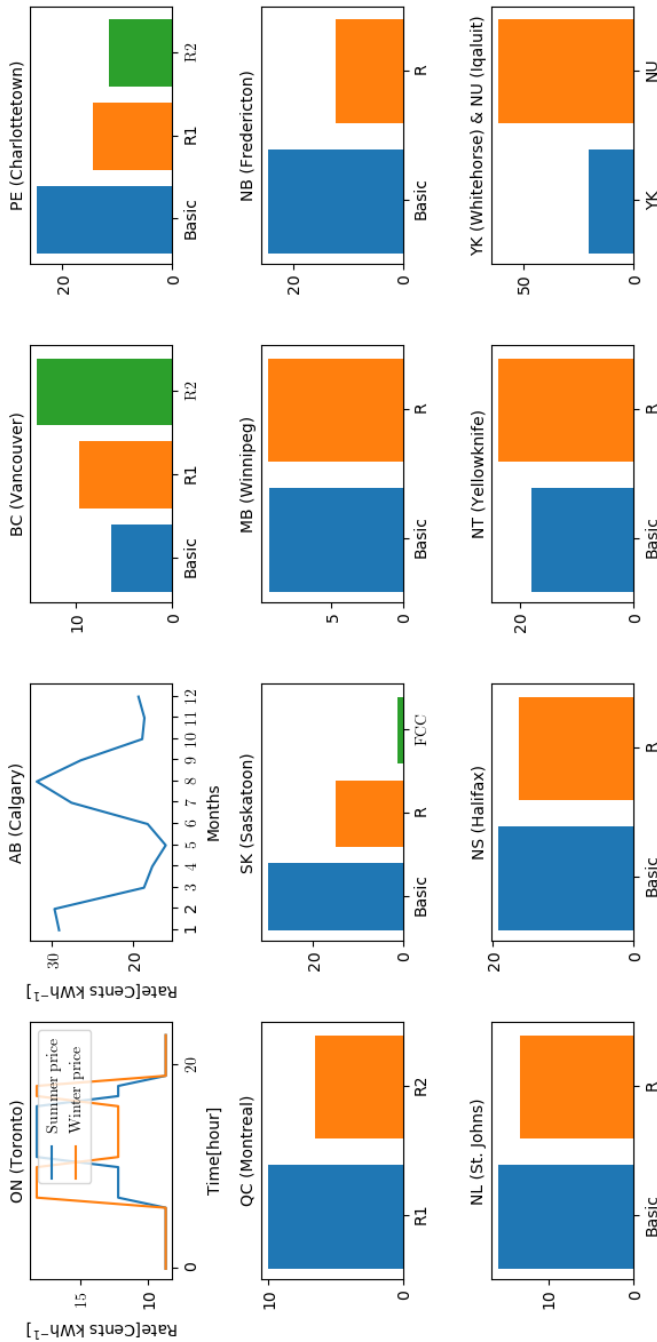 ON (Toronto)
Rate[Cents kWh⁻¹]
15
10
Summer price
Winter price
0
20
Time[hour]
AB (Calgary)
Rate[Cents kWh⁻¹]
30
20
1 2 3 4 5 6 7 8 9 10 11 12
Months
BC (Vancouver)
10
0
Basic R1 R2
PE (Charlottetown)
20
0
Basic R1 R2
QC (Montreal)
10
0
R1 R2
SK (Saskatoon)
20
0
Basic R FCC
MB (Winnipeg)
5
0
Basic R
NB (Fredericton)
20
0
Basic R
NL (St. Johns)
10
0
Basic R
NS (Halifax)
20
0
Basic R
NT (Yellowknife)
20
0
Basic R
YK (Whitehorse) & NU (Iqaluit)
50
0
YK NU